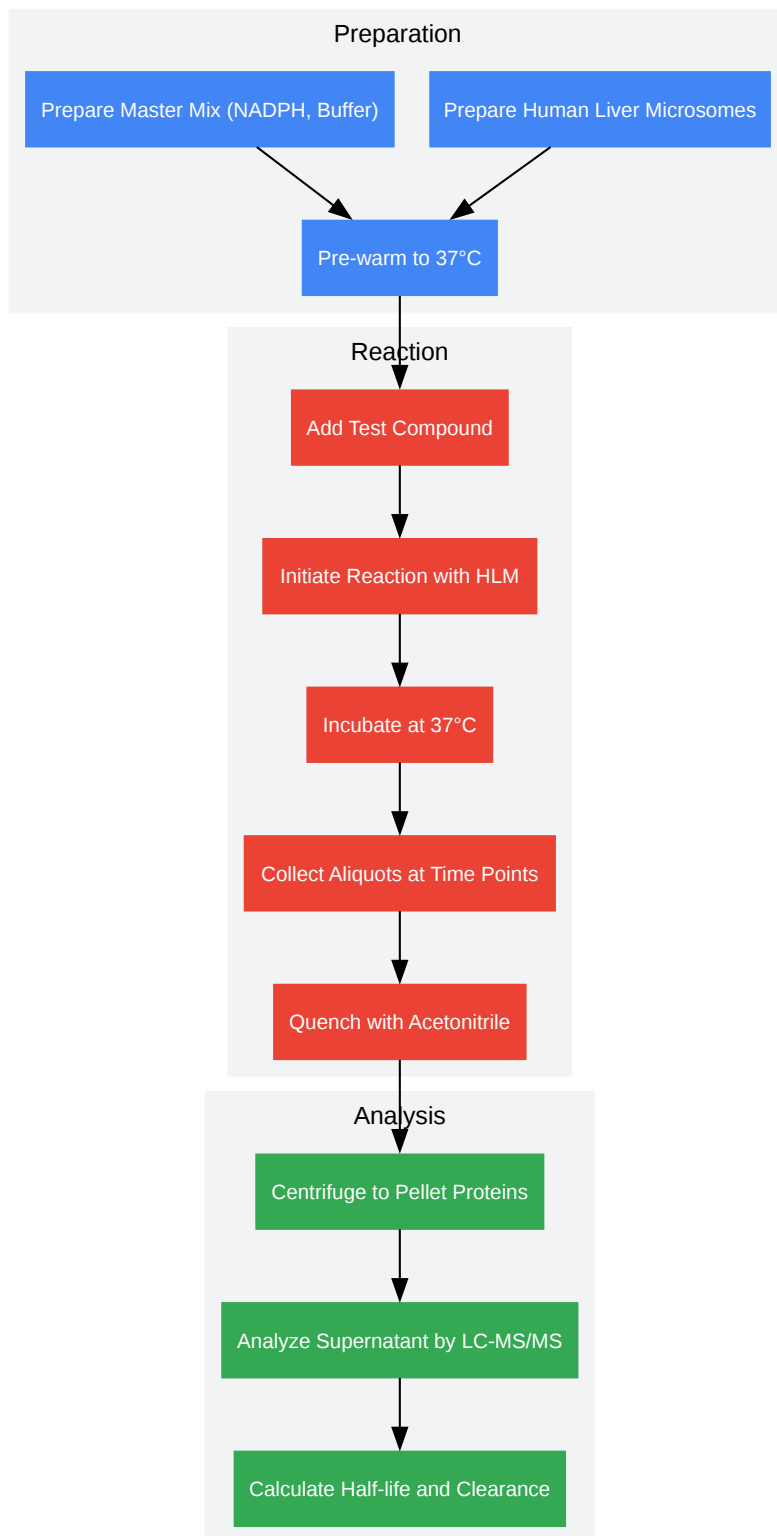 Preparation
Prepare Master Mix (NADPH, Buffer)
Prepare Human Liver Microsomes
Pre-warm to 37°C
Reaction
Add Test Compound
Initiate Reaction with HLM
Incubate at 37°C
Collect Aliquots at Time Points
Quench with Acetonitrile
Analysis
Centrifuge to Pellet Proteins
Analyze Supernatant by LC-MS/MS
Calculate Half-life and Clearance